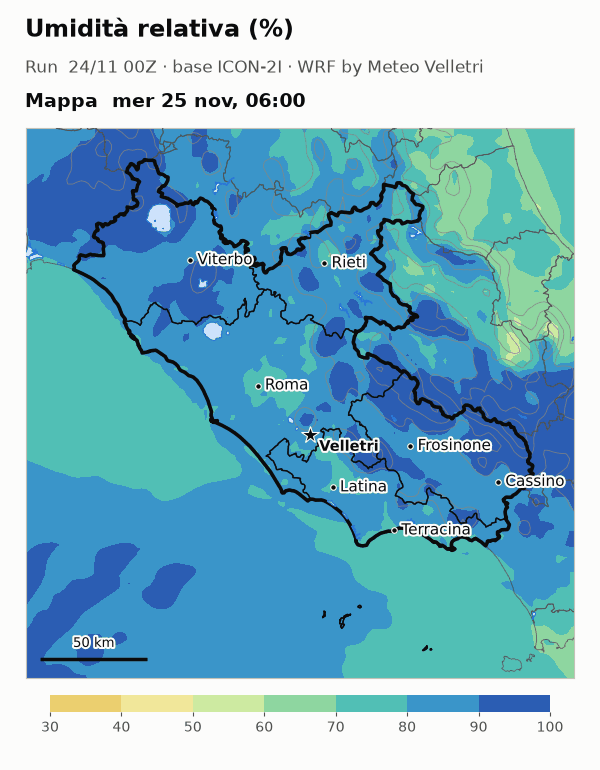 Umidità relativa (%)
Run  24/11 00Z · base ICON-2I · WRF by Meteo Velletri
Mappa  mer 25 nov, 06:00
Viterbo
Rieti
Roma
Velletri
Frosinone
Cassino
Latina
Terracina
50 km
30 40 50 60 70 80 90 100